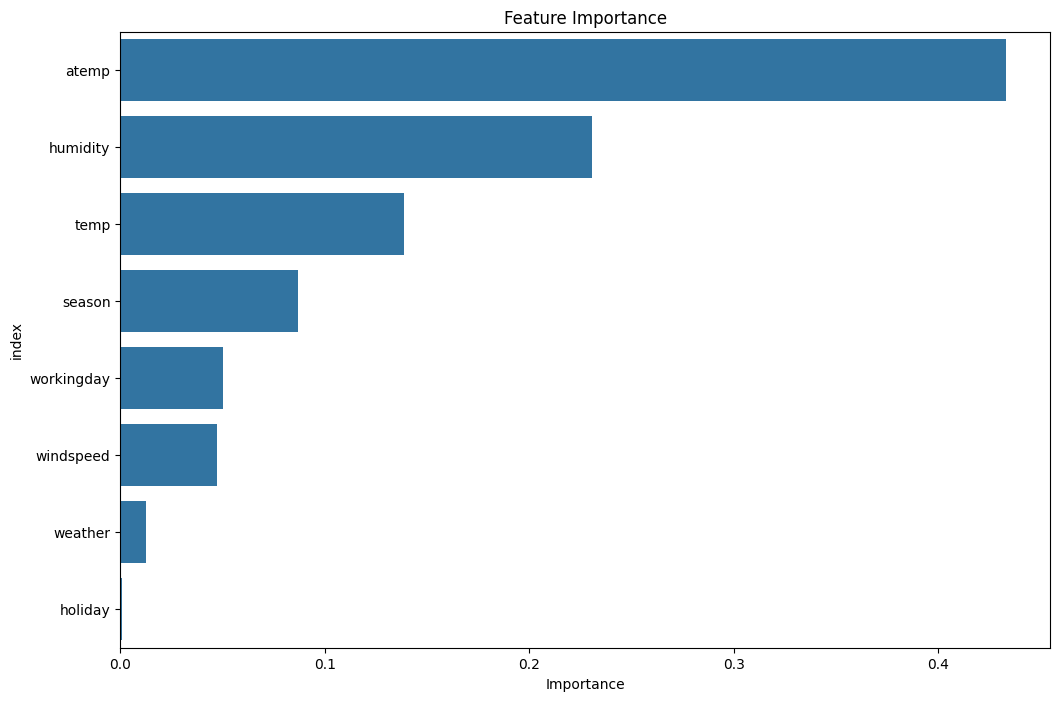 Feature Importance
atemp
humidity
temp
season
workingday
windspeed
weather
holiday
index
0.0 0.1 0.2 0.3 0.4
Importance